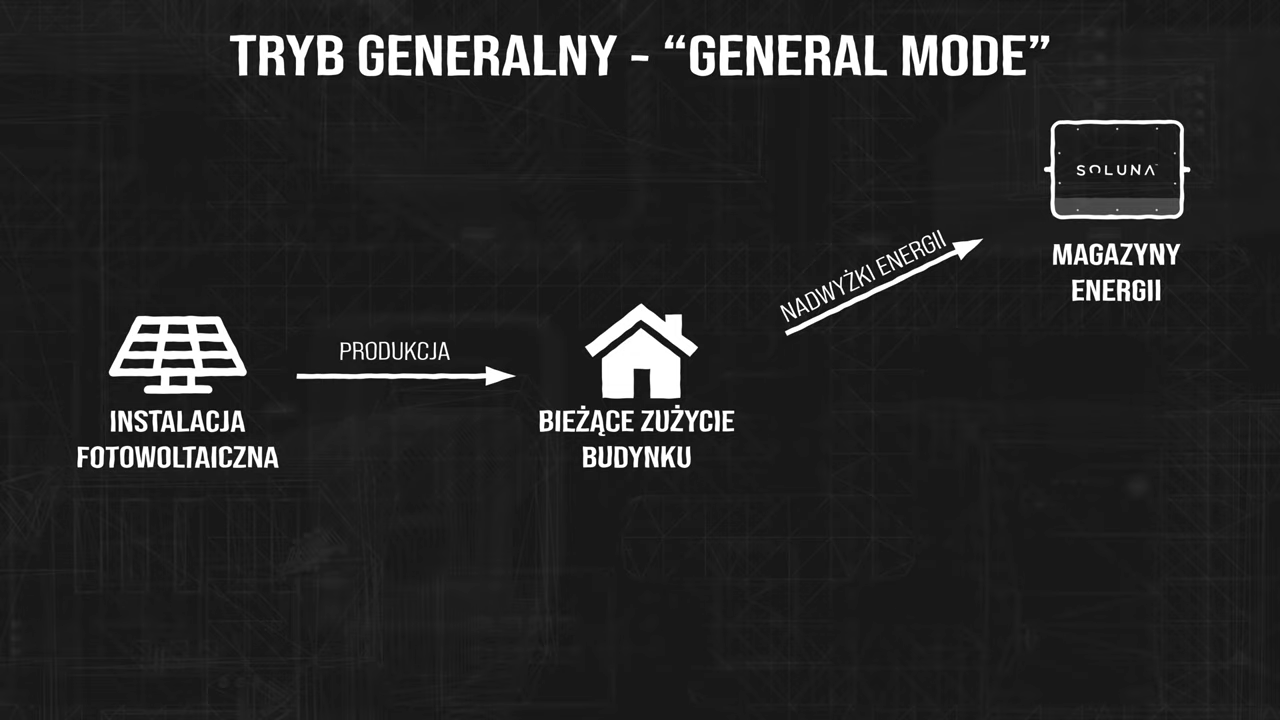 TRYB GENERALNY - “GENERAL MODE”
SOLUNA
MAGAZYNY
ENERGII
NADWYŻKI ENERGII
PRODUKCJA
INSTALACJA
FOTOWOLTAICZNA
BIEŻĄCE ZUŻYCIE
BUDYNKU